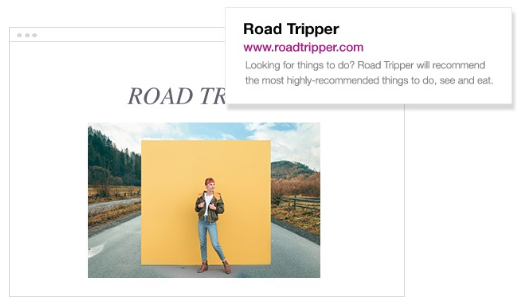 Road Tripper
www.roadtripper.com
Looking for things to do? Road Tripper will recommend
the most highly-recommended things to do, see and eat.
ROAD TR